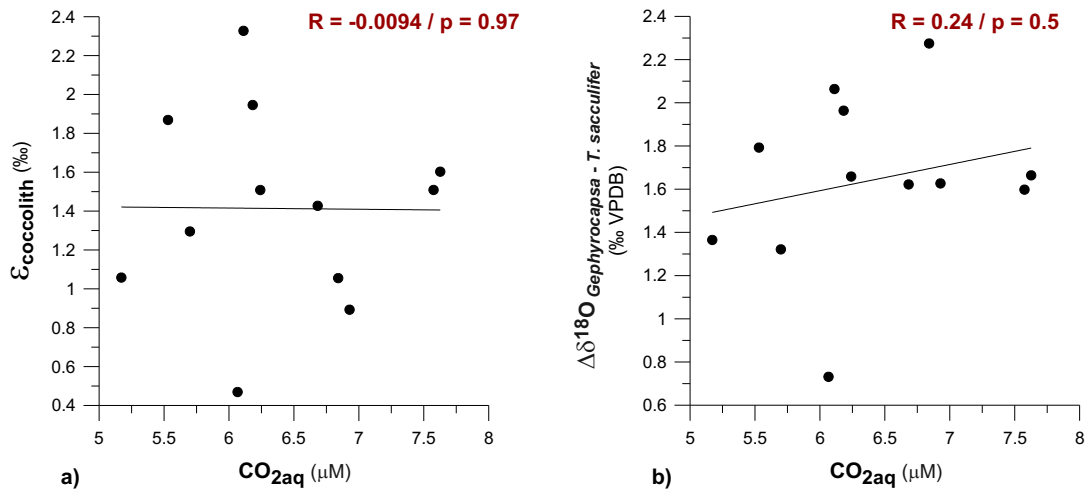 R = -0.0094 / p = 0.97
2.4
2.2
2
1.8
1.6
1.4
1.2
1
0.8
0.6
0.4
εcoccolith (‰)
5 5.5 6 6.5 7 7.5 8
a) CO2aq (μM)
R = 0.24 / p = 0.5
2.4
2.2
2
1.8
1.6
1.4
1.2
1
0.8
0.6
Δδ18O Gephyrocapsa - T. sacculifer
(‰ VPDB)
5 5.5 6 6.5 7 7.5 8
b) CO2aq (μM)